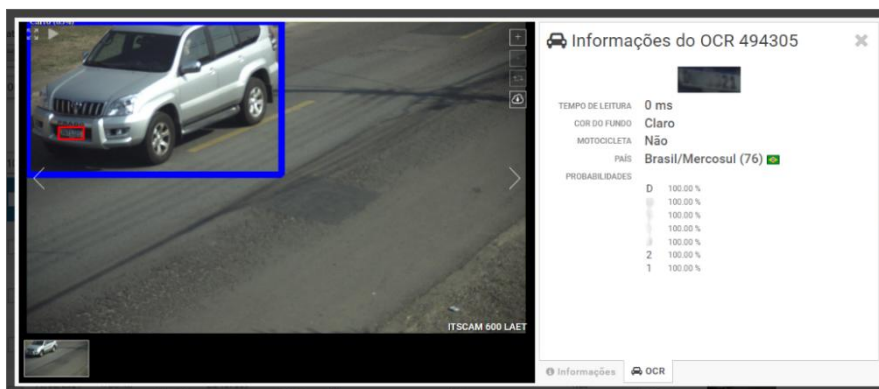 Informações do OCR 494305
TEMPO DE LEITURA 0 ms
COR DO FUNDO Claro
MOTOCICLETA Não
PAÍS Brasil/Mercosul (76)
PROBABILIDADES
D 100.00 %
100.00 %
100.00 %
100.00 %
100.00 %
2 100.00 %
1 100.00 %
ITSCAM 600 LAET
Informações OCR